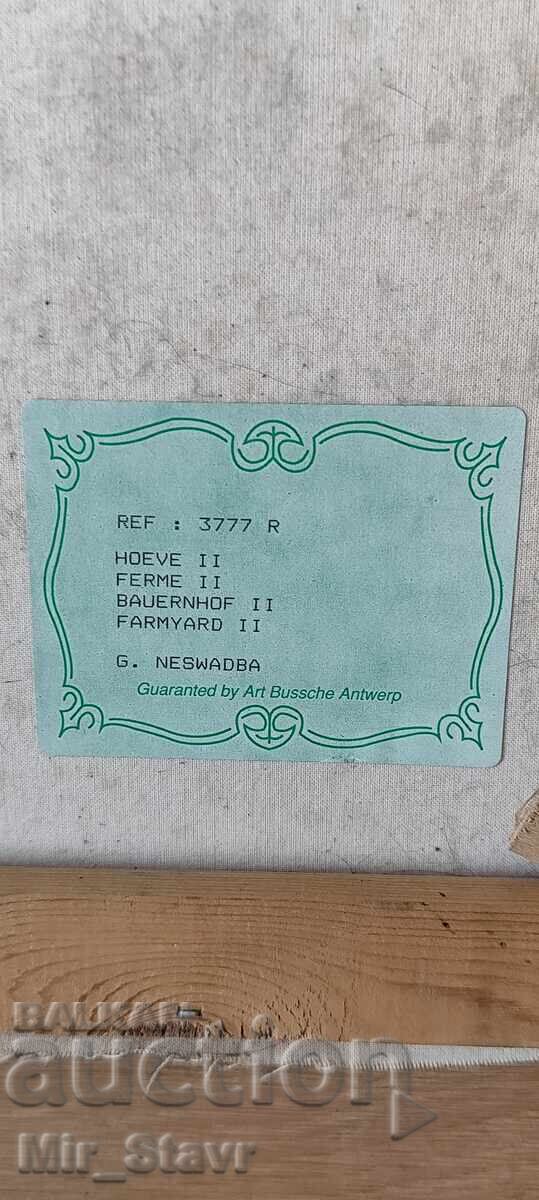 REF : 3777 R
HOEVE II
FERME II
BAUERNHOF II
FARMYARD II
G. NESWADBA
Guaranted by Art Bussche Antwerp
BALKAN
auction
Mir_Stavr